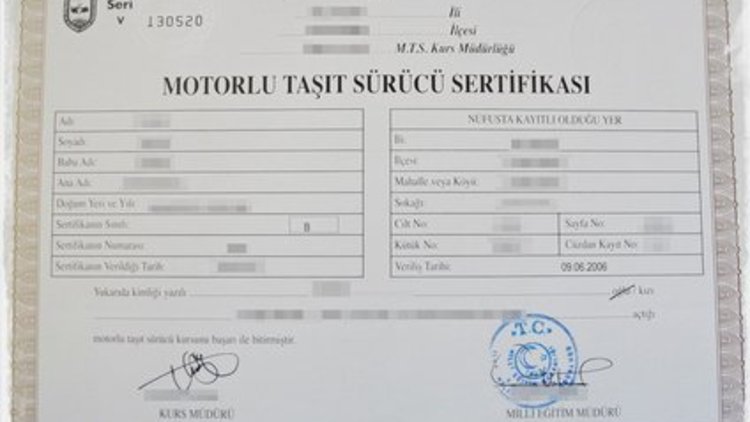 Seri
V 130520
İli
İlçesi
M.T.S. Kurs Müdürlüğü
MOTORLU TAŞIT SÜRÜCÜ SERTİFİKASI
Adı
Soyadı
Baba Adı:
Ana Adı:
Doğum Yeri ve Yılı:
Sertifikanın Sınıfı: B
Sertifikanın Numarası:
Sertifikanın Verildiği Tarih:
NÜFUSTA KAYITLI OLDUĞU YER
İli:
İlçesi:
Mahalle veya Köyü:
Sokağı:
Cilt No: Sayfa No:
Kütük No: Cüzdan Kayıt No:
Veriliş Tarihi: 09.06.2006
Yukarıda kimliği yazılı oğlu / kızı
açtığı
motorlu taşıt sürücü kursunu başarı ile bitirmiştir.
T.C.
KURS MÜDÜRÜ
MİLLİ EĞİTİM MÜDÜRÜ